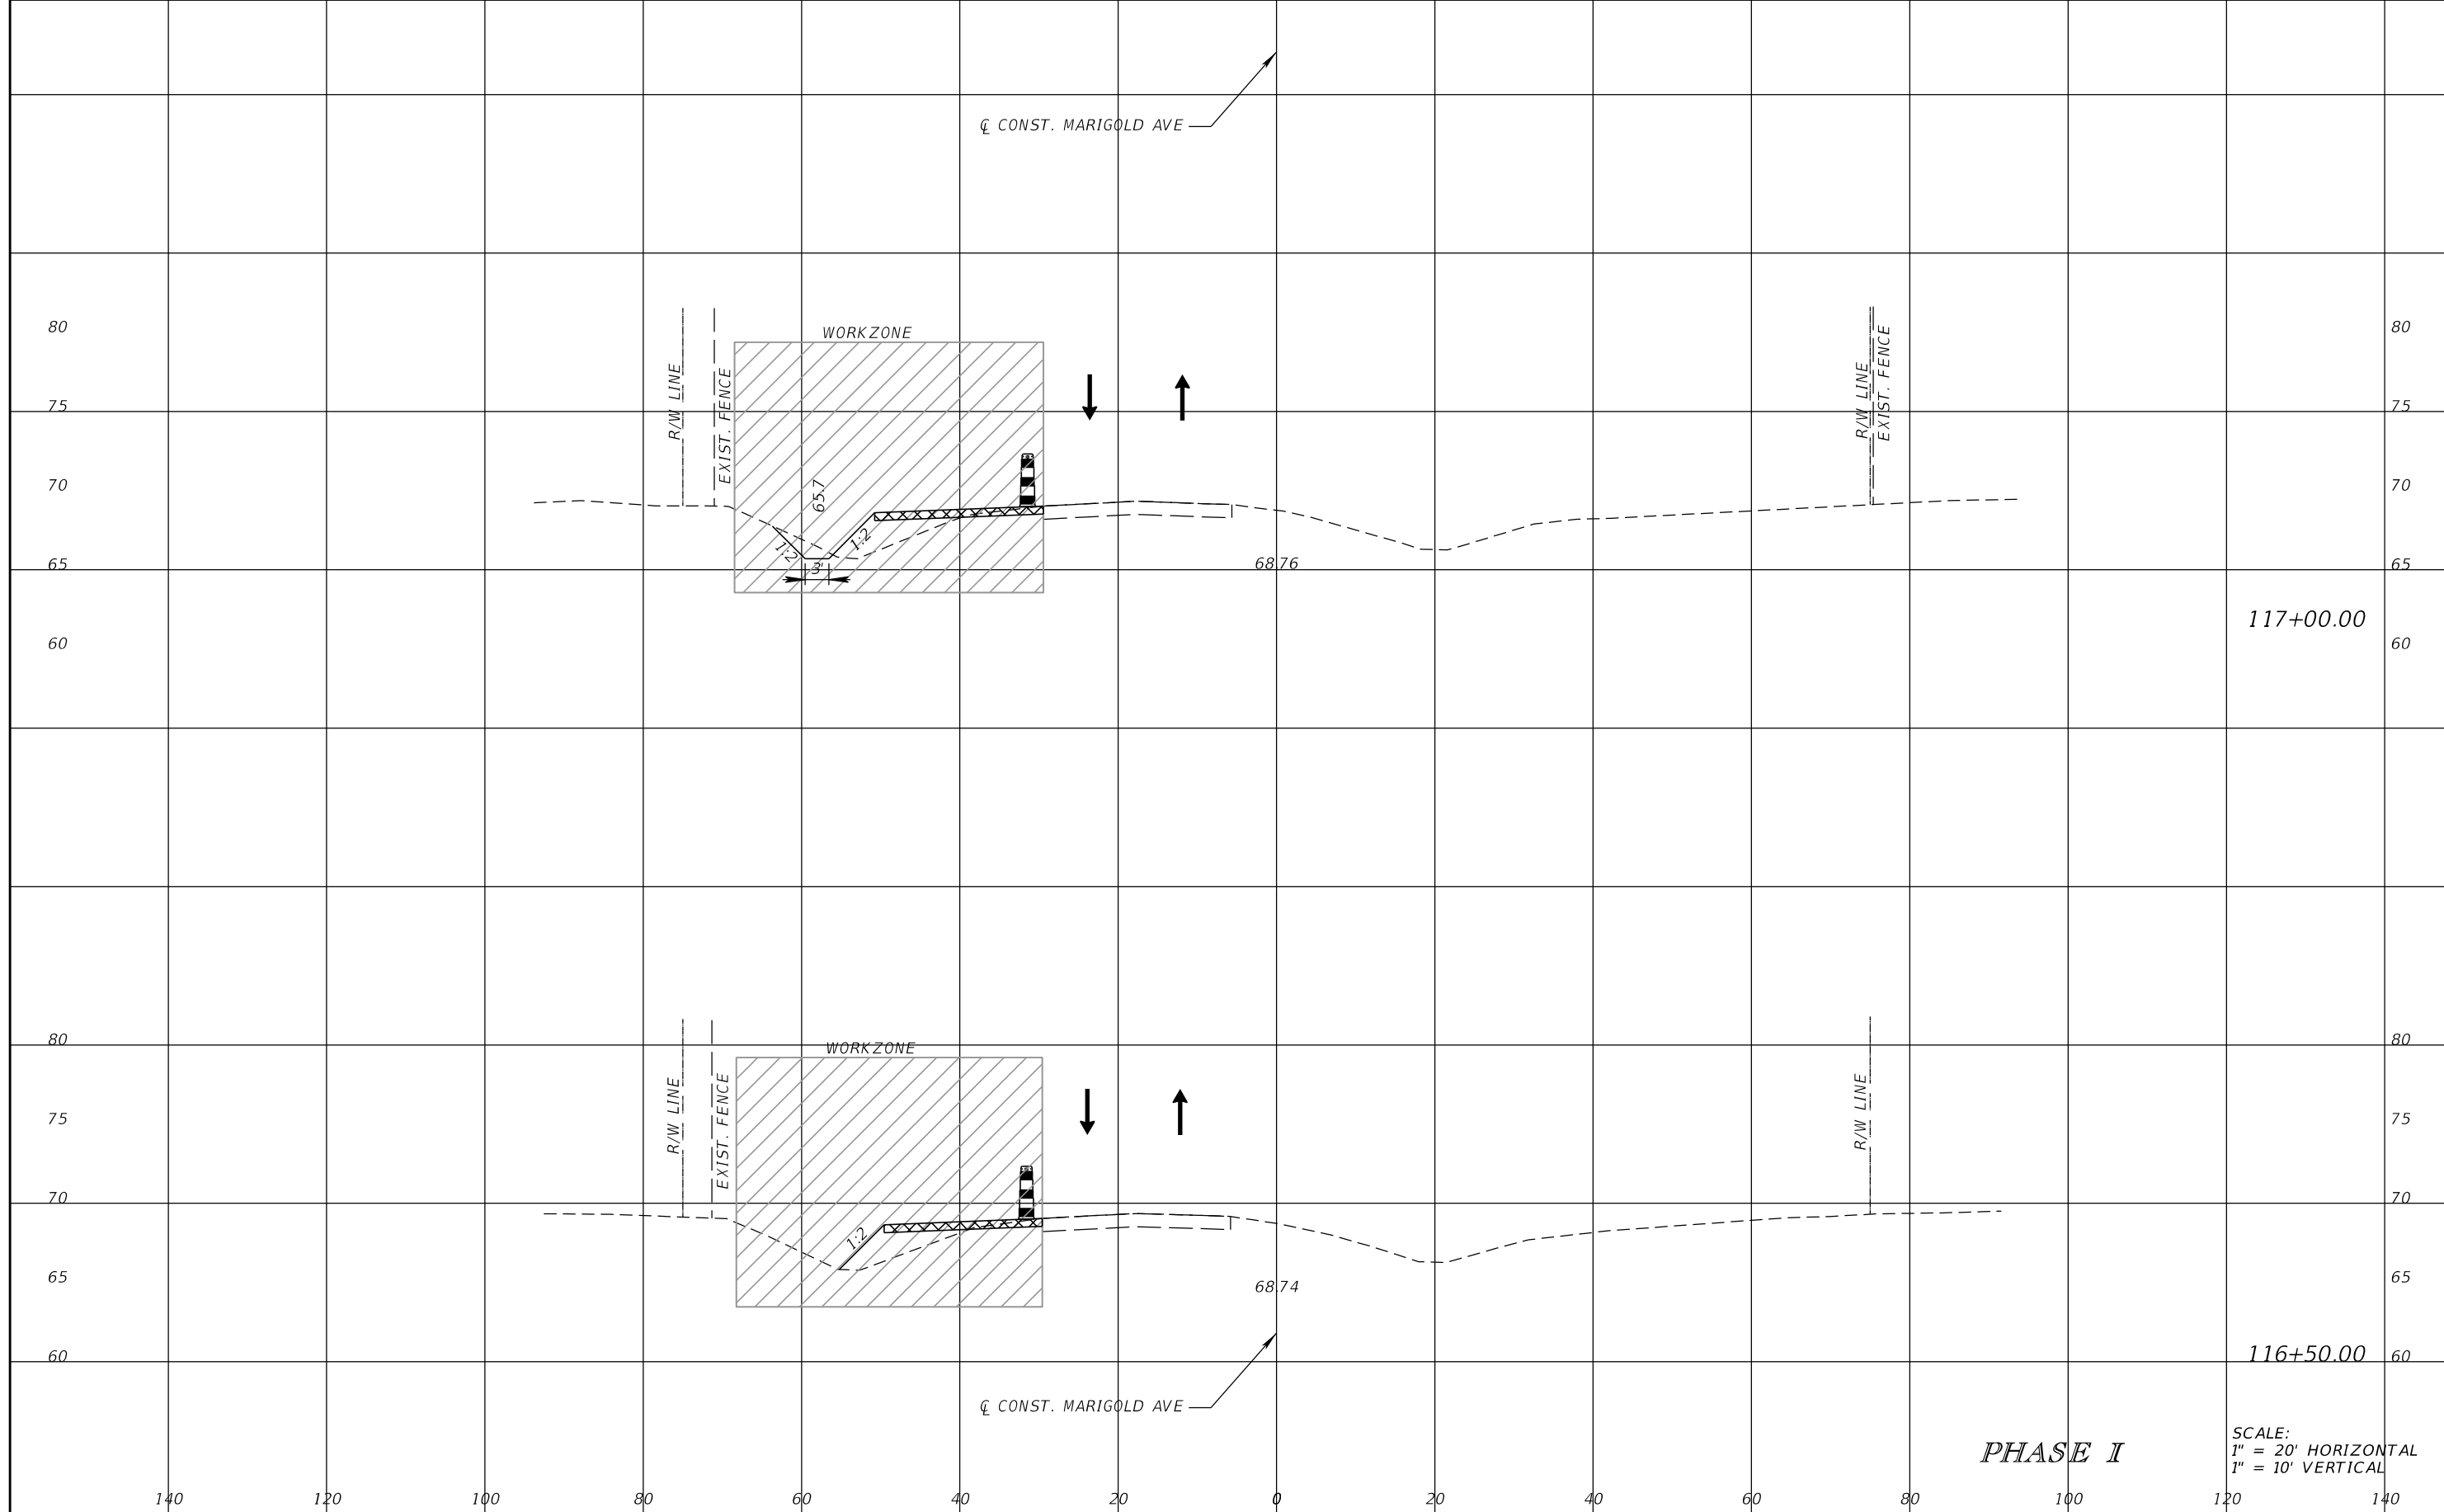 ℄ CONST. MARIGOLD AVE
80
80
WORKZONE
R/W LINE
EXIST. FENCE
R/W LINE
EXIST. FENCE
75
75
70
70
65.7
1:2
1:2
3'
65
65
68.76
117+00.00
60
60
80
80
WORKZONE
R/W LINE
EXIST. FENCE
R/W LINE
75
75
70
70
1:2
65
65
68.74
60
116+50.00
60
℄ CONST. MARIGOLD AVE
PHASE I
SCALE:
1" = 20' HORIZONTAL
1" = 10' VERTICAL
140 120 100 80 60 40 20 0 20 40 60 80 100 120 140